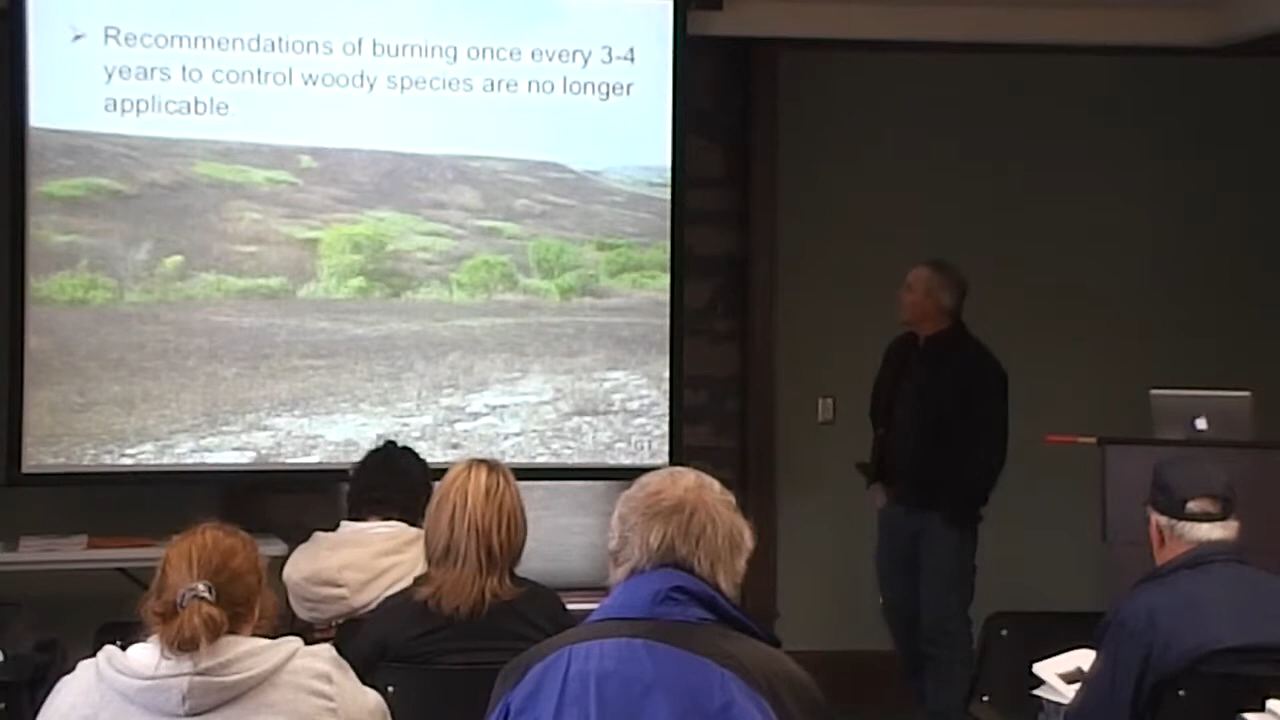 Recommendations of burning once every 3-4
years to control woody species are no longer
applicable.